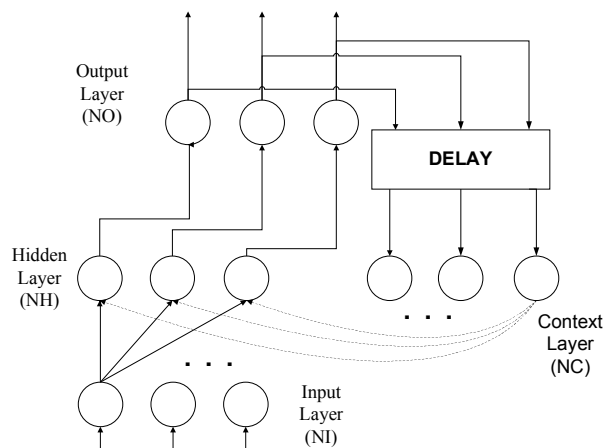 Output
Layer
(NO)
DELAY
Hidden
Layer
(NH)
. . .
Context
Layer
(NC)
. . .
Input
Layer
(NI)